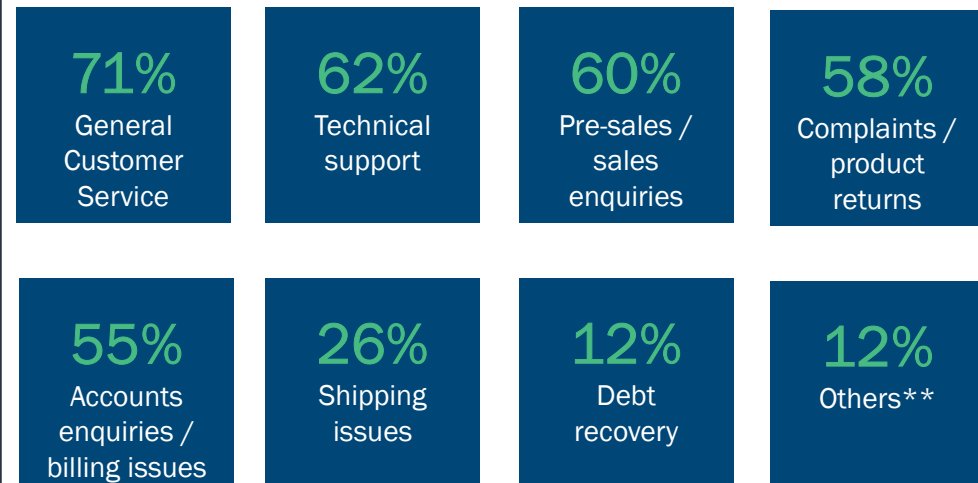 71%
General
Customer
Service
62%
Technical
support
60%
Pre-sales /
sales
enquiries
58%
Complaints /
product
returns
55%
Accounts
enquiries /
billing issues
26%
Shipping
issues
12%
Debt
recovery
12%
Others**